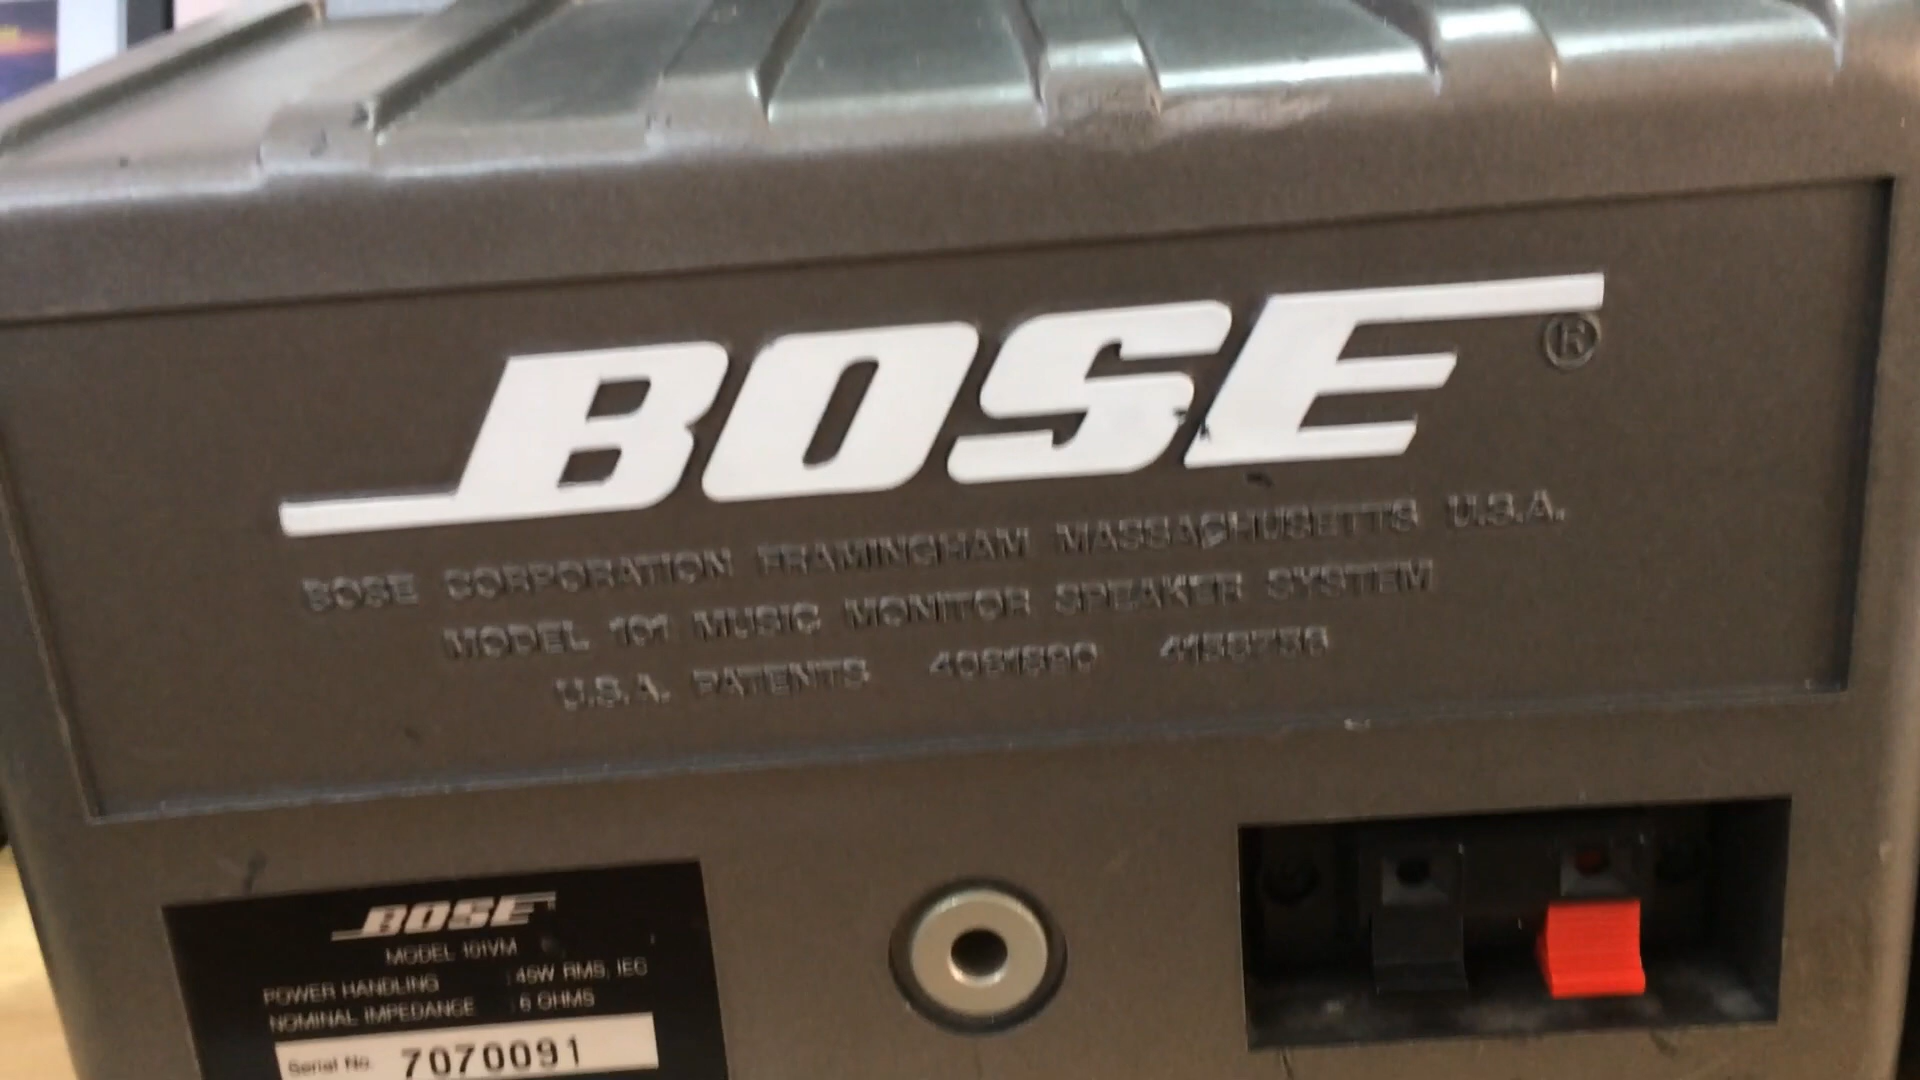 BOSE®
BOSE CORPORATION FRAMINGHAM MASSACHUSETTS U.S.A.
MODEL 101 MUSIC MONITOR SPEAKER SYSTEM
U.S.A. PATENTS
BOSE
MODEL 101VM
POWER HANDLING : 45W RMS, IEC
NOMINAL IMPEDANCE : 6 OHMS
Serial No. 7070091